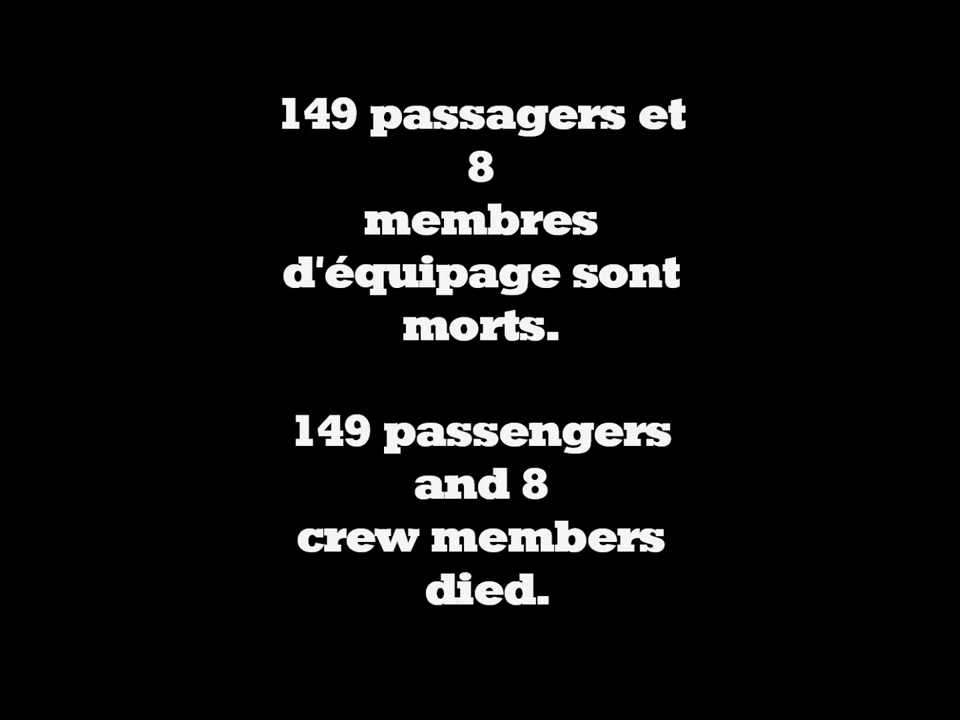 149 passagers et
8
membres
d'équipage sont
morts.
149 passengers
and 8
crew members
died.